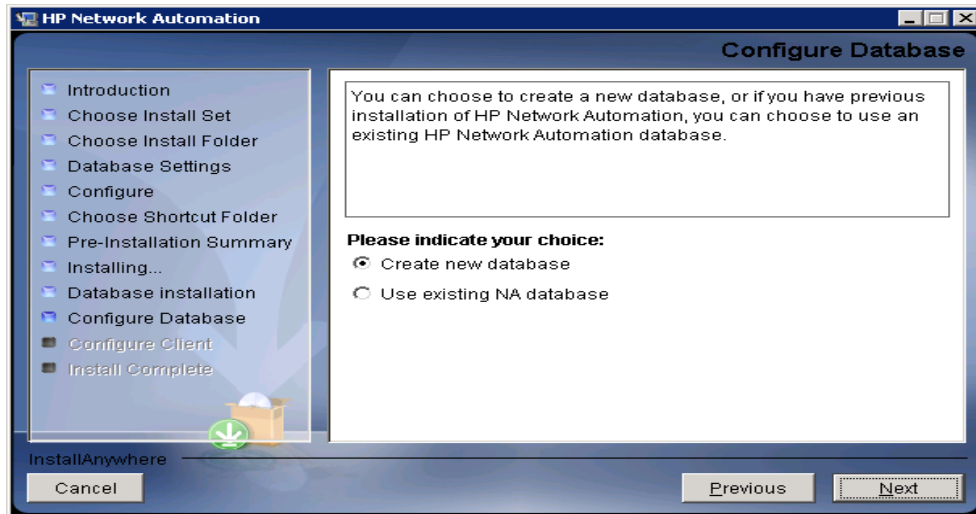 HP Network Automation
Configure Database
Introduction
Choose Install Set
Choose Install Folder
Database Settings
Configure
Choose Shortcut Folder
Pre-Installation Summary
Installing...
Database installation
Configure Database
Configure Client
Install Complete
You can choose to create a new database, or if you have previous
installation of HP Network Automation, you can choose to use an
existing HP Network Automation database.
Please indicate your choice:
Create new database
Use existing NA database
InstallAnywhere
Cancel
Previous
Next